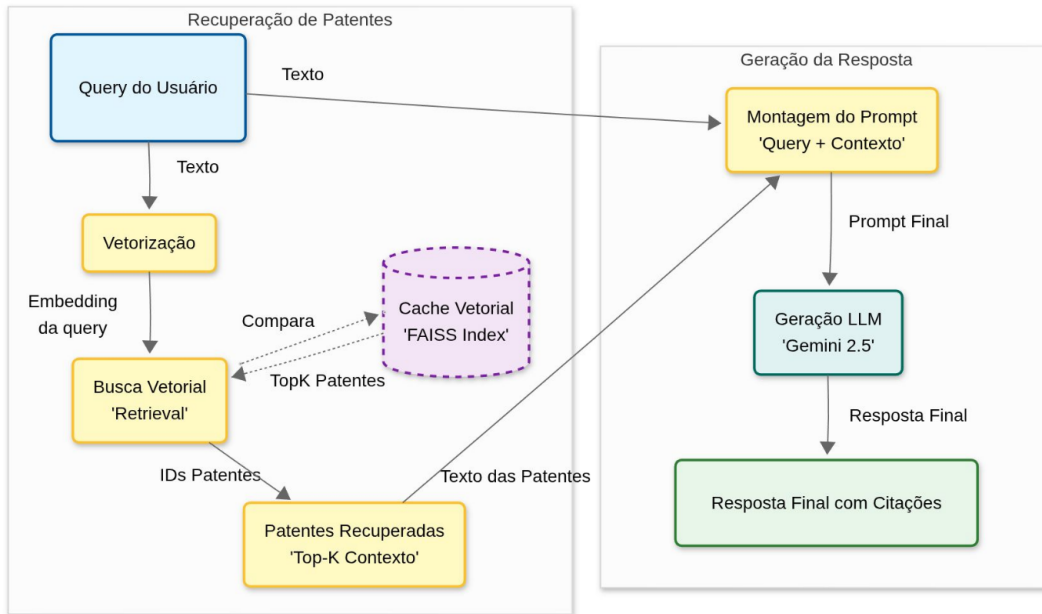 Recuperação de Patentes
Query do Usuário
Texto
Texto
Vetorização
Embedding
da query
Compara
Cache Vetorial
'FAISS Index'
TopK Patentes
Busca Vetorial
'Retrieval'
IDs Patentes
Patentes Recuperadas
'Top-K Contexto'
Texto das Patentes
Geração da Resposta
Montagem do Prompt
'Query + Contexto'
Prompt Final
Geração LLM
'Gemini 2.5'
Resposta Final
Resposta Final com Citações